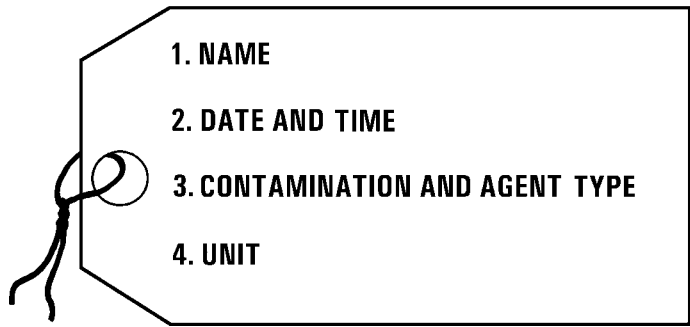 1. NAME
2. DATE AND TIME
3. CONTAMINATION AND AGENT TYPE
4. UNIT